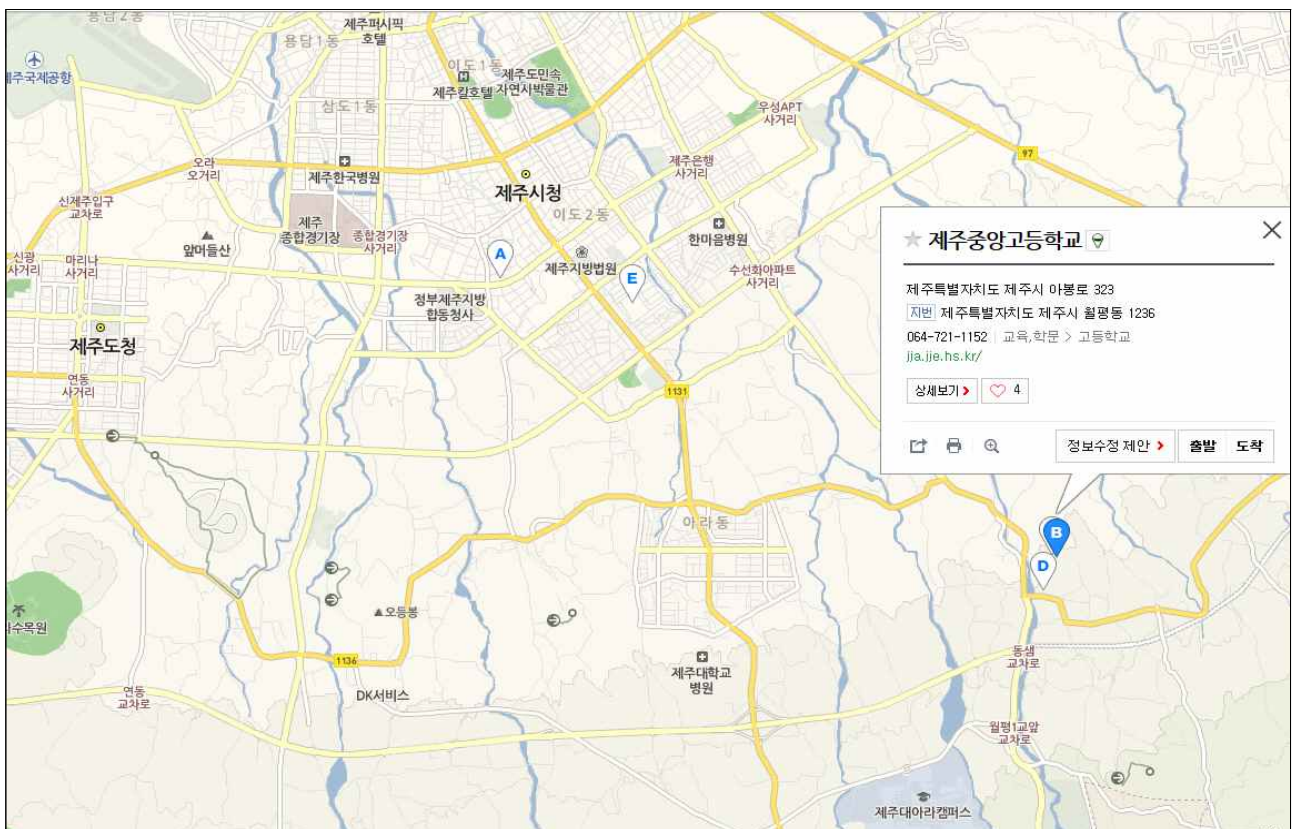 용담2동
제주퍼시픽
호텔
용담1동
이도1동
제주국제공항
제주칼호텔
제주도민속
자연사박물관
삼도1동
우성APT
사거리
97
오라
오거리
제주한국병원
제주은행
사거리
제주시청
신제주입구
교차로
이도2동
제주
종합경기장
종합경기장
사거리
앞머들산
한마음병원
신광
사거리
마리나
사거리
A
제주지방법원
E
수선화아파트
사거리
정부제주지방
합동청사
제주도청
연동
사거리
1131
제주중앙고등학교
제주특별자치도 제주시 아봉로 323
지번 제주특별자치도 제주시 월평동 1236
064-721-1152 교육,학문 > 고등학교
jja.jje.hs.kr/
상세보기 4
정보수정 제안 출발 도착
아라동
B
D
오등봉
수목원
1136
동샘
교차로
제주대학교
병원
연동
교차로
DK서비스
월평1교앞
교차로
제주대아라캠퍼스